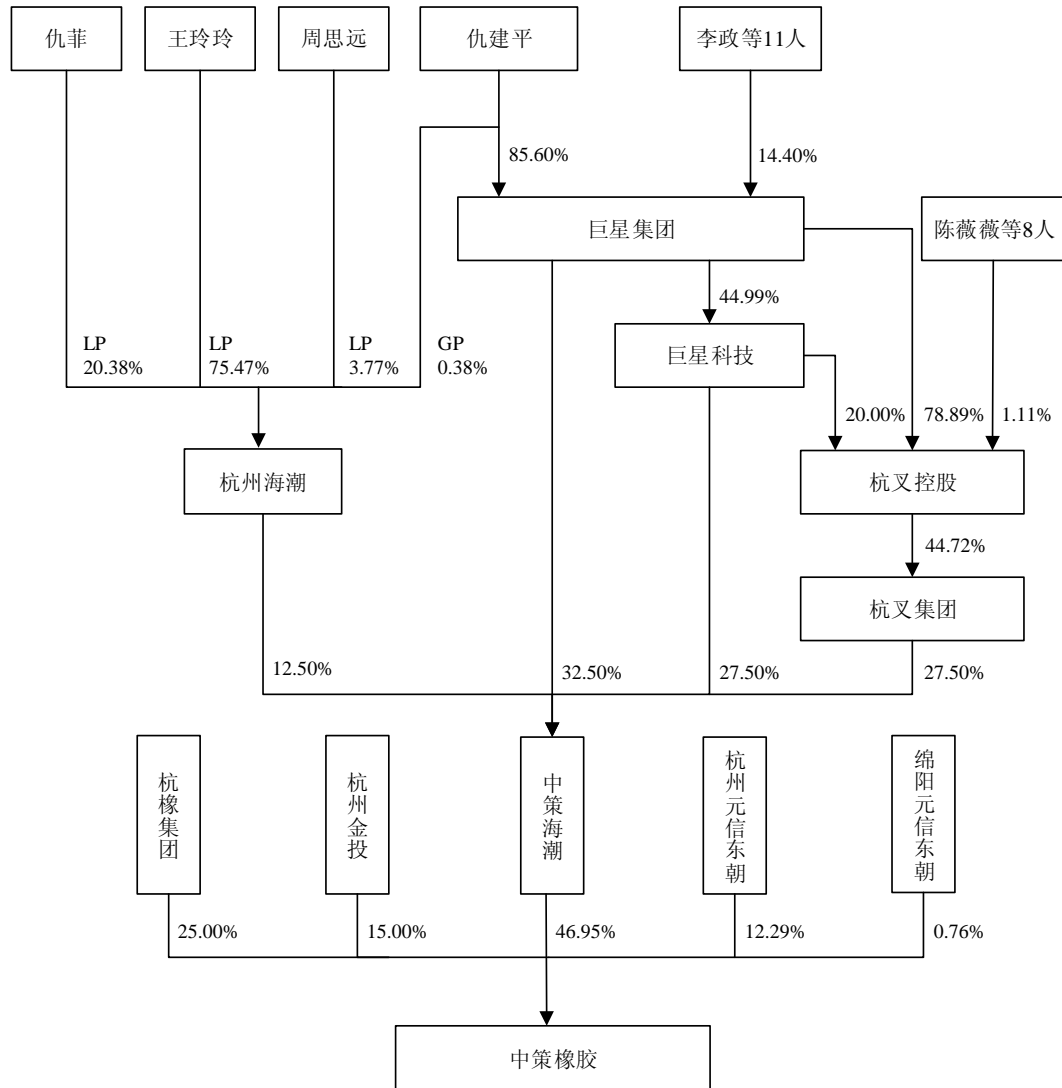 仇菲
王玲玲
周思远
仇建平
李政等11人
85.60%
14.40%
巨星集团
陈薇薇等8人
44.99%
巨星科技
LP
20.38%
LP
75.47%
LP
3.77%
GP
0.38%
20.00%
78.89%
1.11%
杭州海潮
杭叉控股
44.72%
杭叉集团
12.50%
32.50%
27.50%
27.50%
杭橡集团
杭州金投
中策海潮
杭州元信东朝
绵阳元信东朝
25.00%
15.00%
46.95%
12.29%
0.76%
中策橡胶